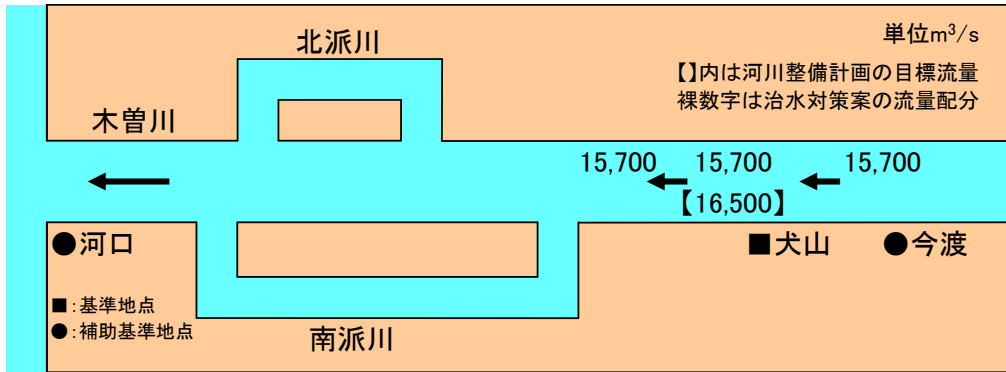 北派川
単位m³/s
【】内は河川整備計画の目標流量
裸数字は治水対策案の流量配分
木曽川
15,700
15,700
15,700
【16,500】
●河口
■犬山
●今渡
■:基準地点
●:補助基準地点
南派川